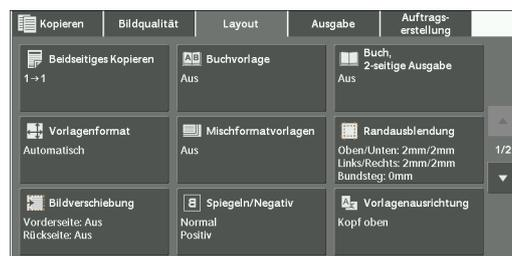 Kopieren
Bildqualität
Layout
Ausgabe
Auftrags-
erstellung
Beidseitiges Kopieren
1→1
Buchvorlage
Aus
Buch,
2-seitige Ausgabe
Aus
Vorlagenformat
Automatisch
Mischformatvorlagen
Aus
Randausblendung
Oben/Unten: 2mm/2mm
Links/Rechts: 2mm/2mm
Bundsteg: 0mm
1/2
Bildverschiebung
Vorderseite: Aus
Rückseite: Aus
Spiegeln/Negativ
Normal
Positiv
Vorlagenausrichtung
Kopf oben